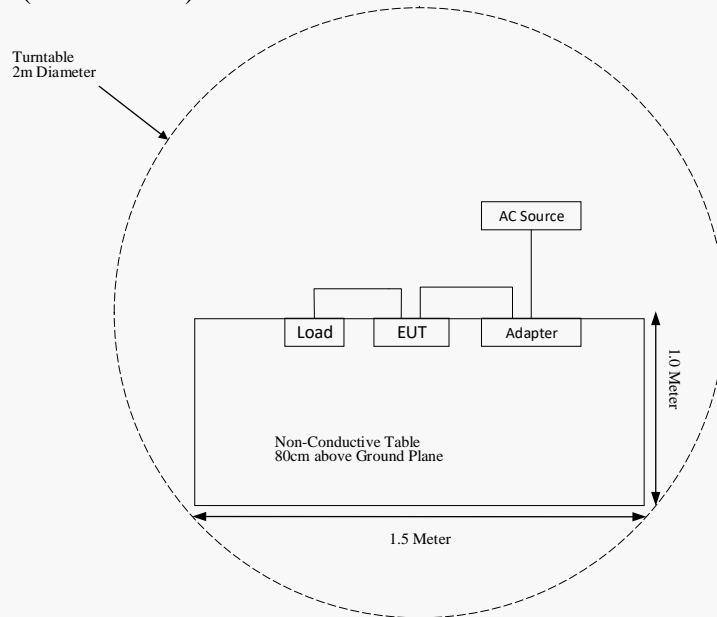 Turntable
2m Diameter
AC Source
Load
EUT
Adapter
1.0 Meter
Non-Conductive Table
80cm above Ground Plane
1.5 Meter